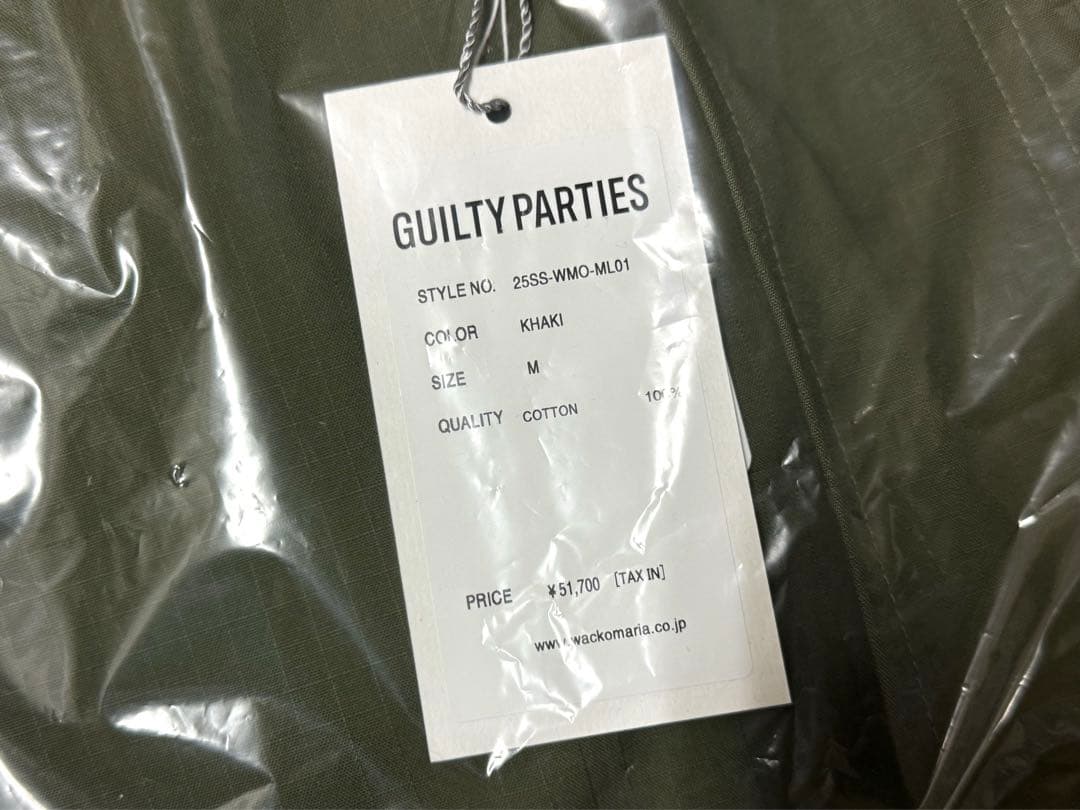 GUILTY PARTIES
STYLE NO. 25SS-WMO-ML01
COLOR KHAKI
SIZE M
QUALITY COTTON 100%
PRICE ¥51,700 [TAX IN]
www.wackomaria.co.jp